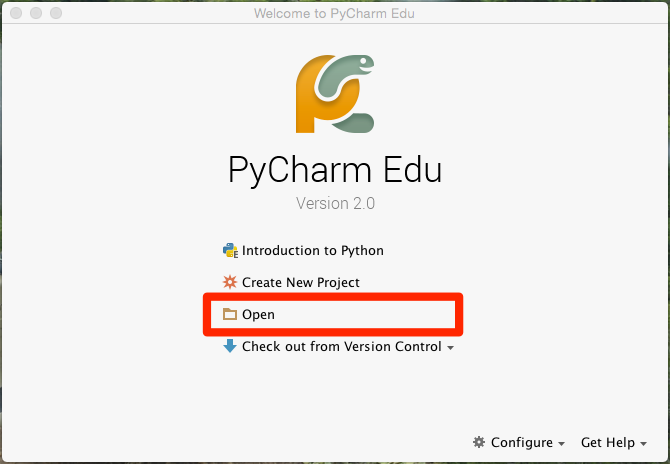 Welcome to PyCharm Edu
PyCharm Edu
Version 2.0
Introduction to Python
Create New Project
Open
Check out from Version Control
Configure Get Help